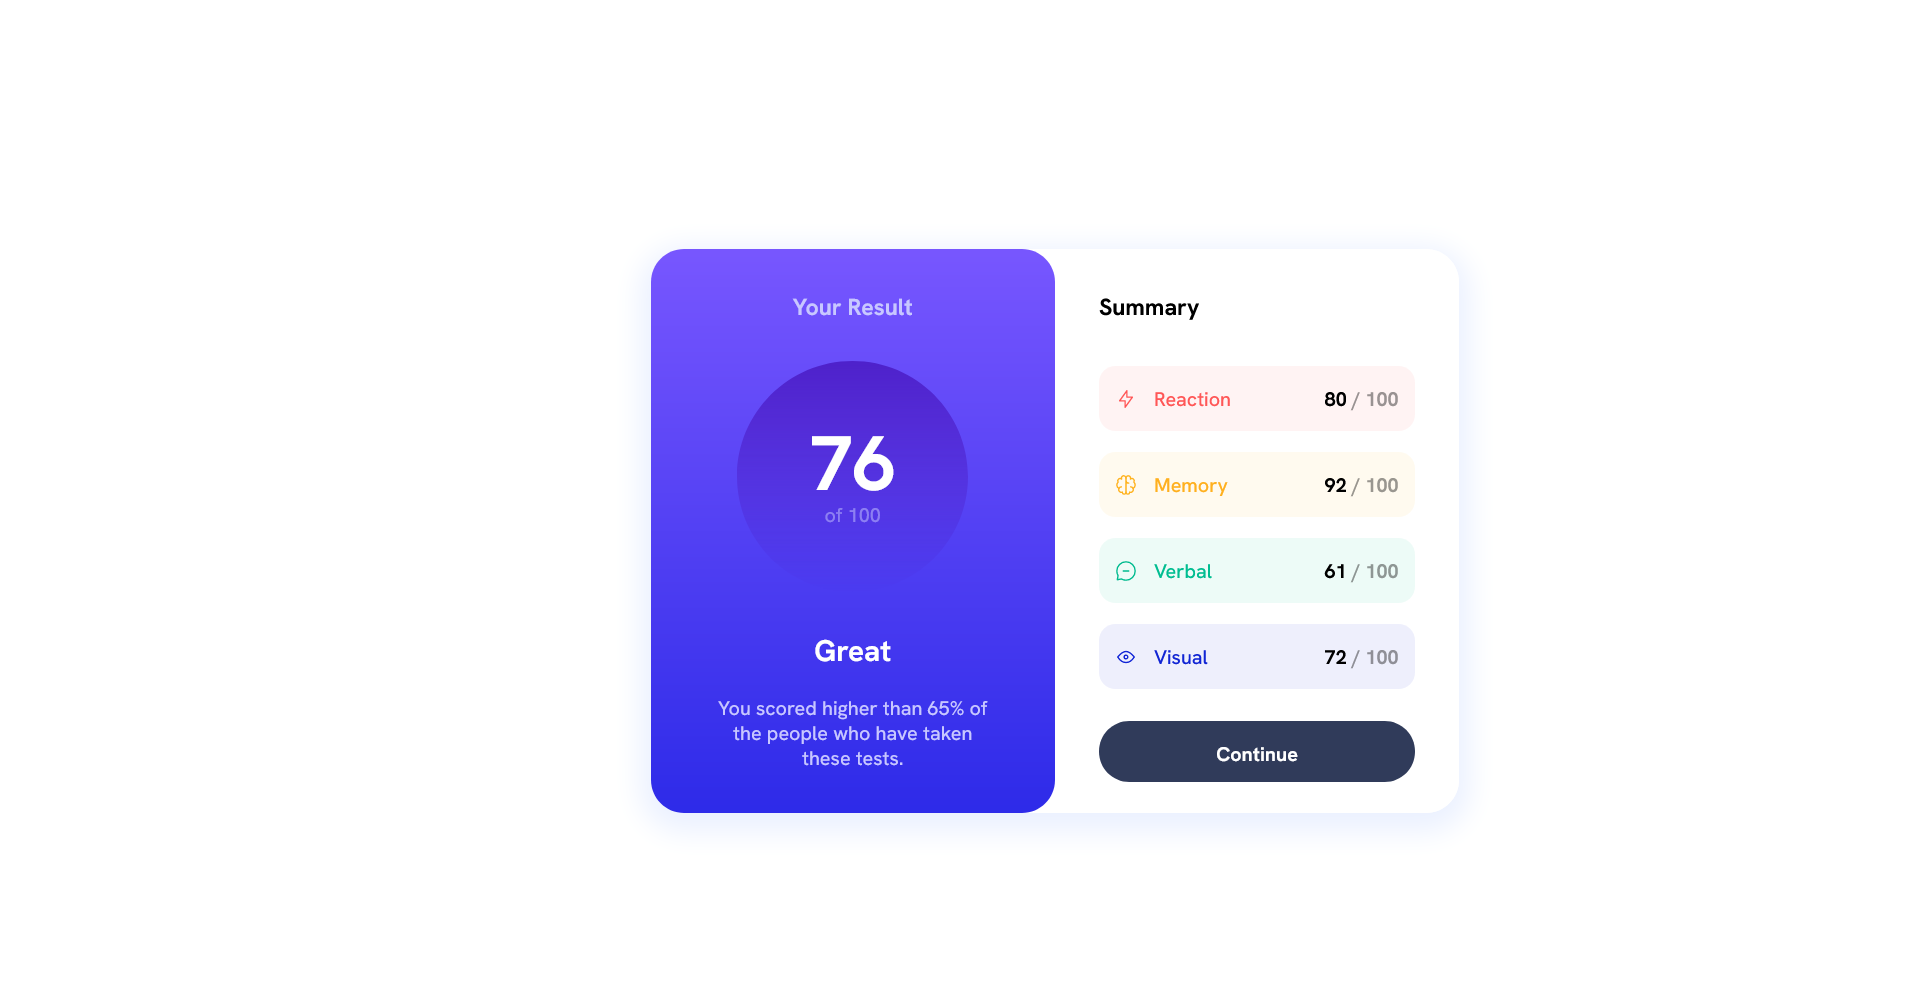 Your Result
76
of 100
Great
You scored higher than 65% of
the people who have taken
these tests.
Summary
Reaction 80 / 100
Memory 92 / 100
Verbal 61 / 100
Visual 72 / 100
Continue